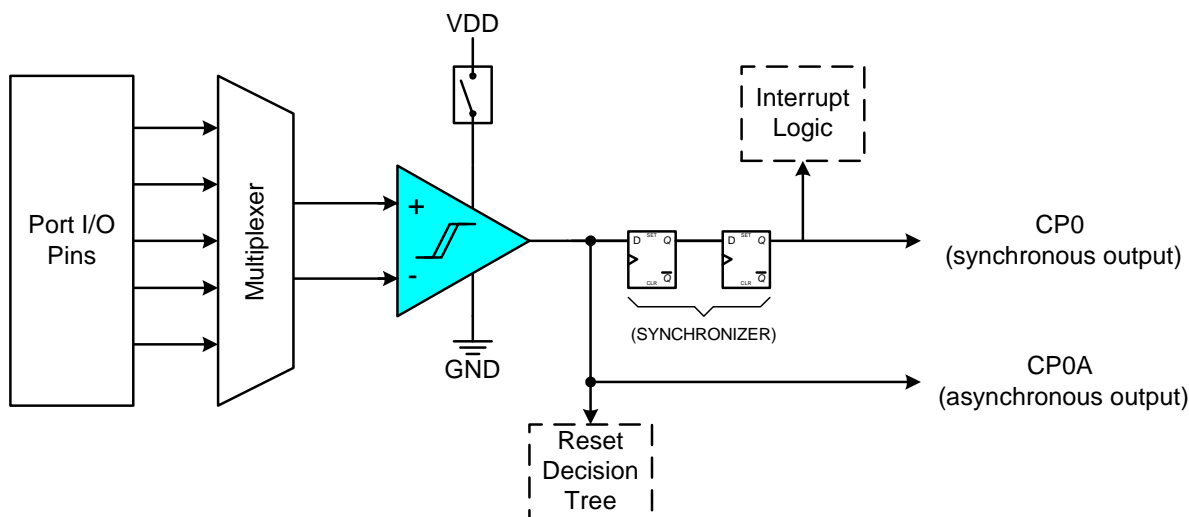 VDD
Port I/O
Pins
Multiplexer
+
-
GND
D SET Q
CLR Q
D SET Q
CLR Q
(SYNCHRONIZER)
Interrupt
Logic
CP0
(synchronous output)
CP0A
(asynchronous output)
Reset
Decision
Tree